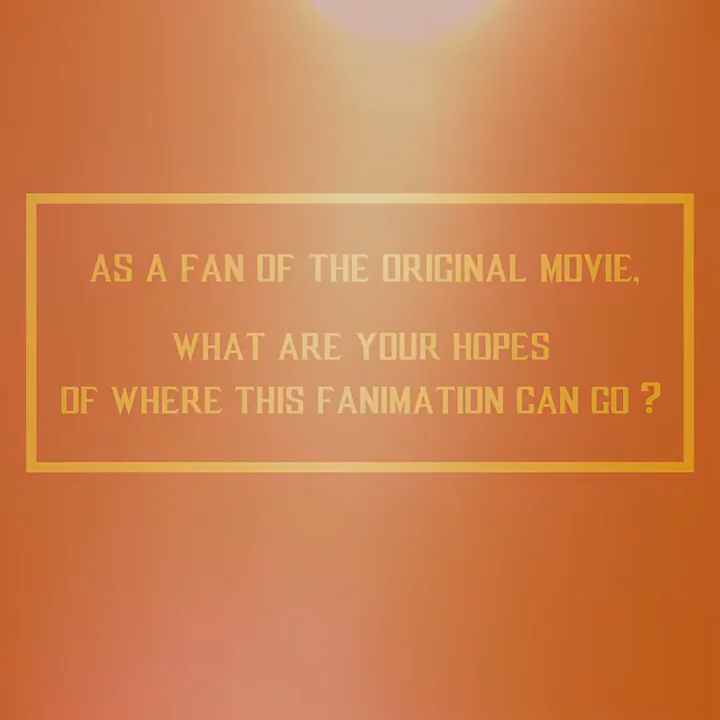 AS A FAN OF THE ORIGINAL MOVIE,
WHAT ARE YOUR HOPES
OF WHERE THIS FANIMATION CAN GO ?